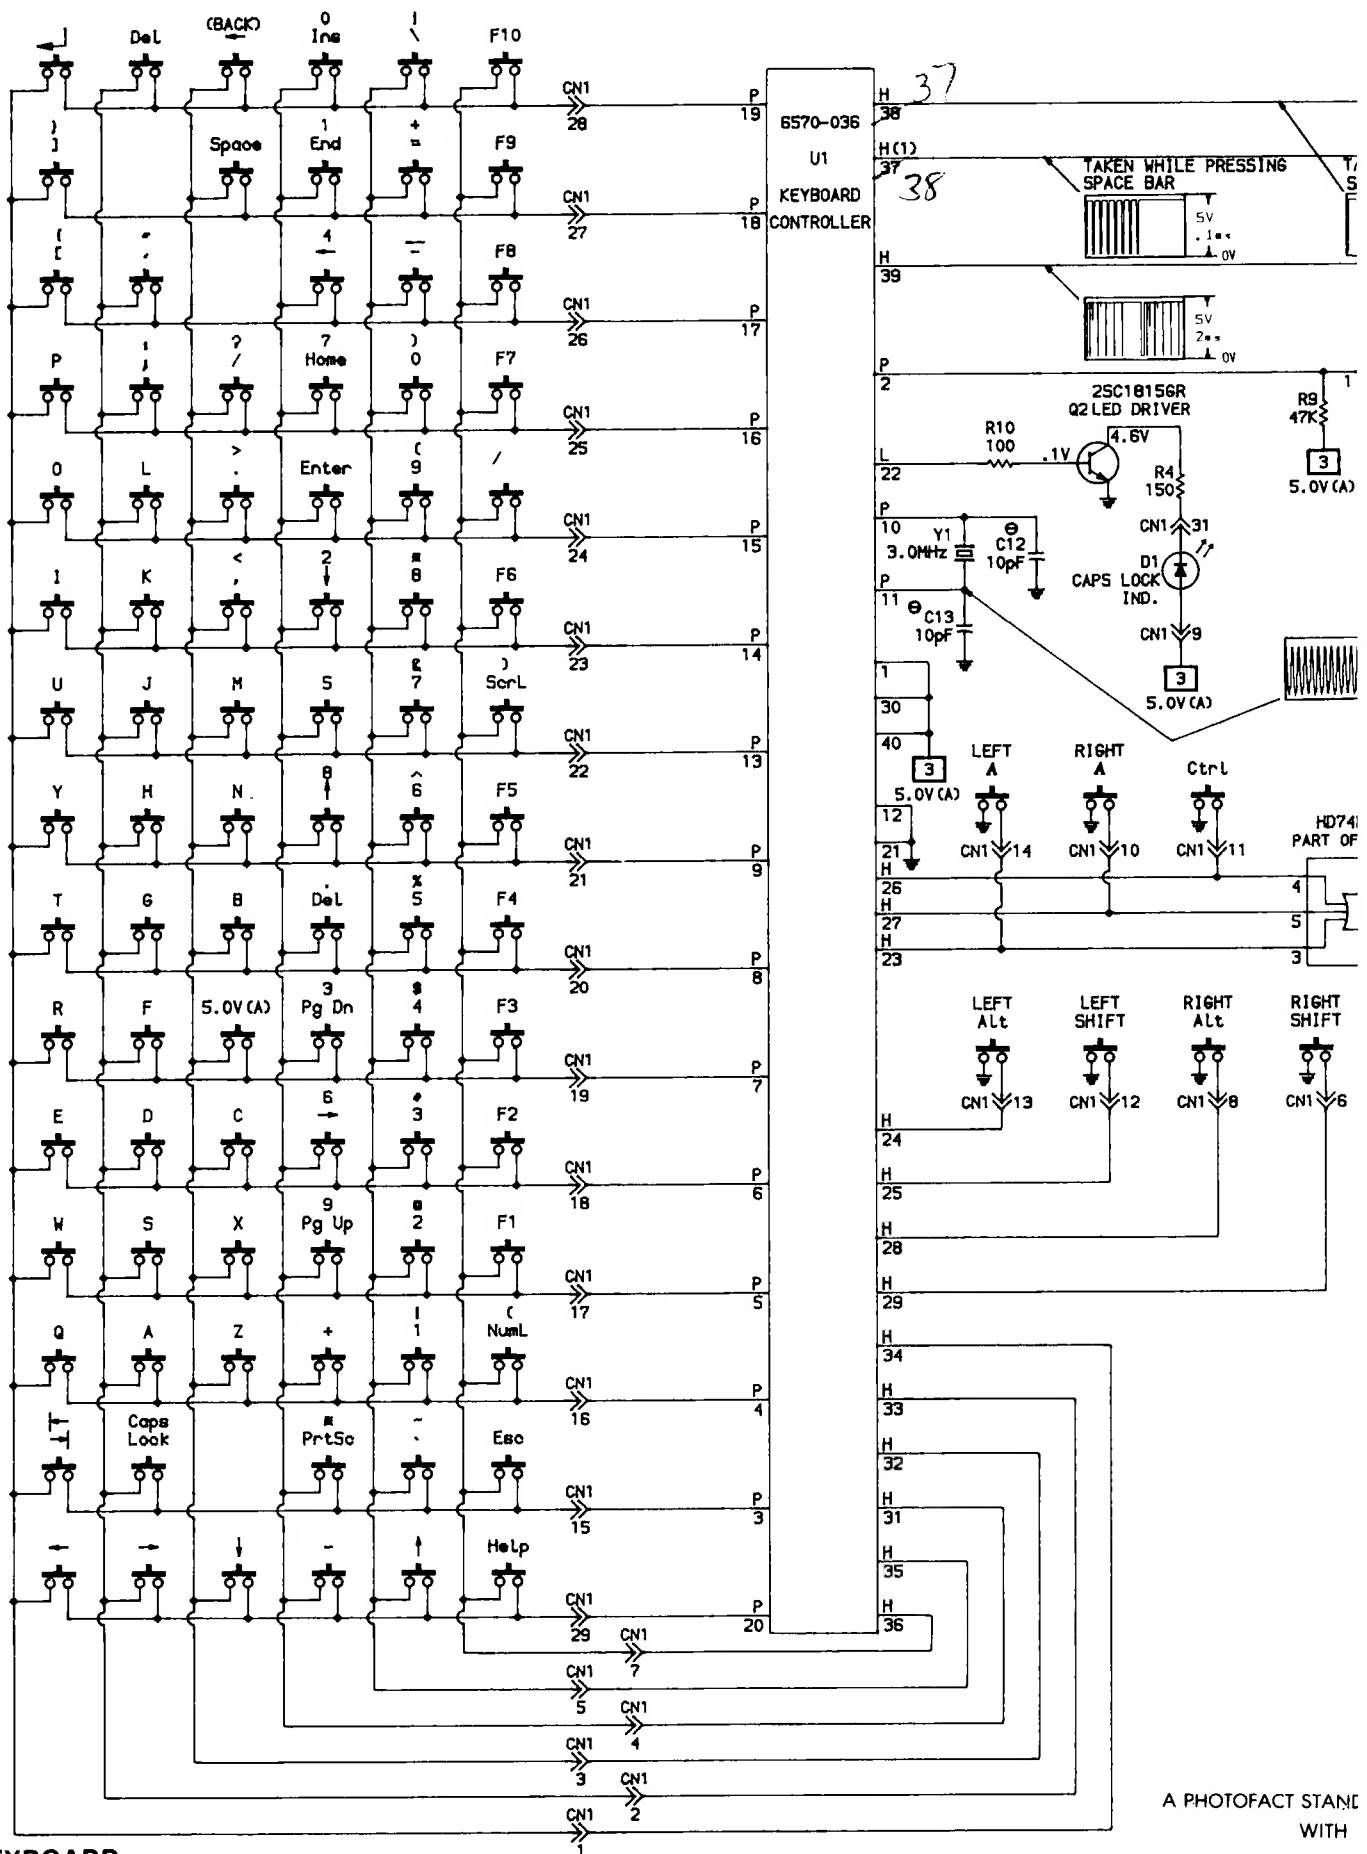 Del (BACK) 0 Ins | \ F10
CN1 28 P 19
} ] Space 1 End + = F9
CN1 27 P 18
{ [ " ' 4 ← — - F8
CN1 26 P 17
P : ; ? / 7 Home ) 0 F7
CN1 25 P 16
O L > . Enter ( 9 /
CN1 24 P 15
I K < , 2 ↓ * 8 F6
CN1 23 P 14
U J M 5 & 7 ) ScrL
CN1 22 P 13
Y H N 8 ↑ ^ 6 F5
CN1 21 P 9
T G B . Del % 5 F4
CN1 20 P 8
R F 5.0V(A) 3 Pg Dn $ 4 F3
CN1 19 P 7
E D C 6 → # 3 F2
CN1 18 P 6
W S X 9 Pg Up @ 2 F1
CN1 17 P 5
Q A Z + | 1 ( NumL
CN1 16 P 4
Caps Lock * PrtSc ~ ` Esc
CN1 15 P 3
← → ↓ - ↑ Help
CN1 29 P 20
CN1 7
CN1 5
CN1 4
CN1 3
CN1 2
CN1 1
6570-036
U1
KEYBOARD
CONTROLLER
H 38 37
H(1) 37 38
TAKEN WHILE PRESSING
SPACE BAR
5V
.1ms
0V
H 39
5V
2ms
0V
P 2
1
R9
47K
3
5.0V(A)
2SC1815GR
Q2 LED DRIVER
R10
100
.1V
4.6V
L 22
R4
150
CN1 31
D1
CAPS LOCK
IND.
CN1 9
3
5.0V(A)
P 10
Y1
3.0MHz
C12
10pF
P 11
C13
10pF
1
30
40
3
5.0V(A)
12
21
LEFT A
RIGHT A
Ctrl
CN1 14
CN1 10
CN1 11
HD74
PART OF
H 26 4
H 27 5
H 23 3
LEFT Alt
LEFT SHIFT
RIGHT Alt
RIGHT SHIFT
CN1 13
CN1 12
CN1 8
CN1 6
H 24
H 25
H 28
H 29
H 34
H 33
H 32
H 31
H 35
H 36
A PHOTOFACT STAND
WITH